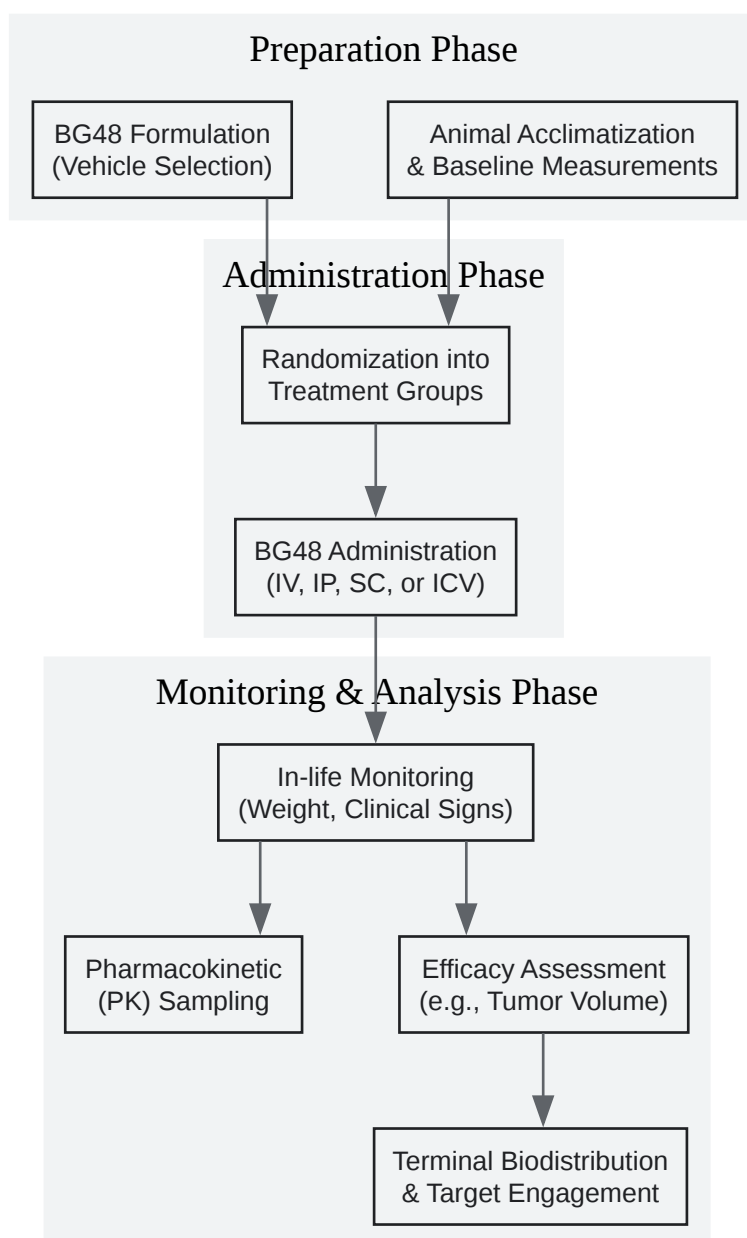 Preparation Phase
BG48 Formulation
(Vehicle Selection)
Animal Acclimatization
& Baseline Measurements
Administration Phase
Randomization into
Treatment Groups
BG48 Administration
(IV, IP, SC, or ICV)
Monitoring & Analysis Phase
In-life Monitoring
(Weight, Clinical Signs)
Pharmacokinetic
(PK) Sampling
Efficacy Assessment
(e.g., Tumor Volume)
Terminal Biodistribution
& Target Engagement